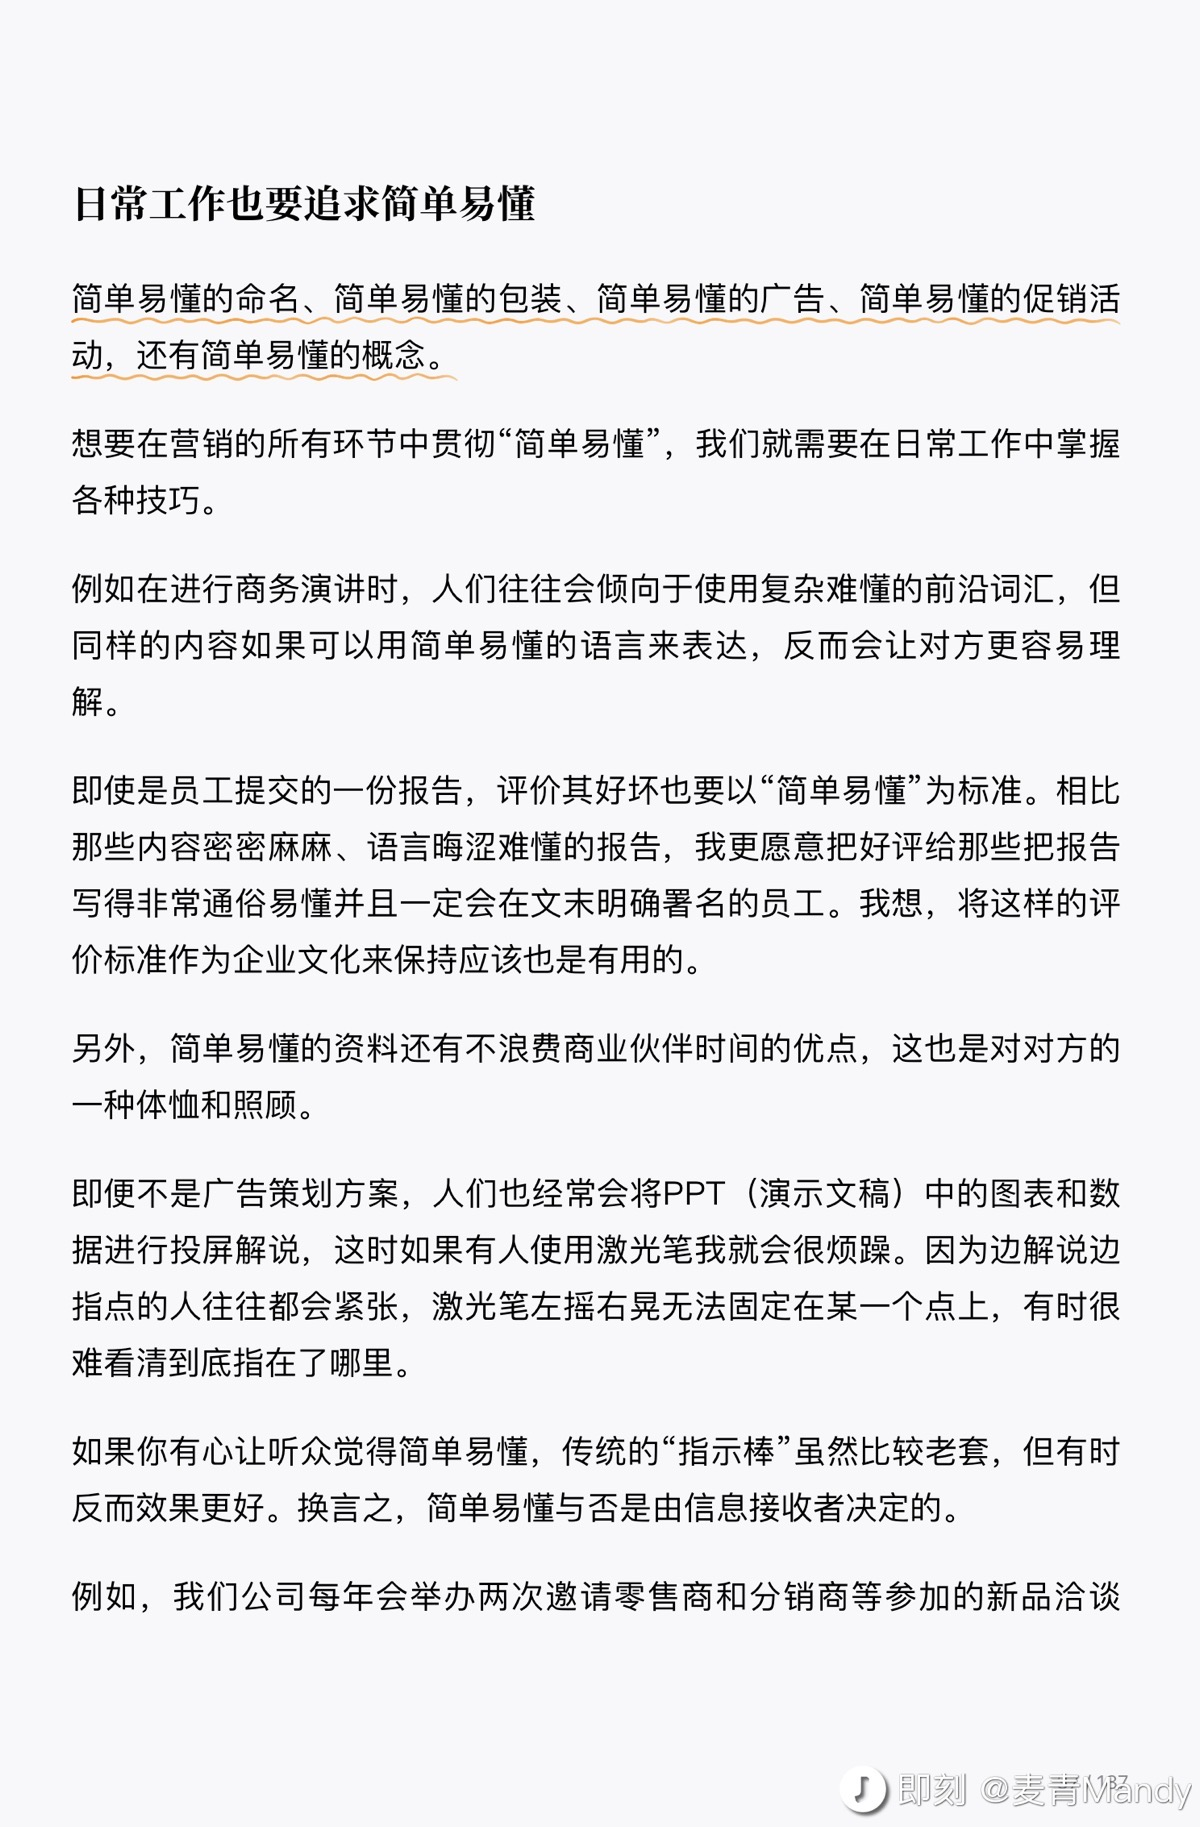 日常工作也要追求简单易懂
简单易懂的命名、简单易懂的包装、简单易懂的广告、简单易懂的促销活
动，还有简单易懂的概念。
想要在营销的所有环节中贯彻“简单易懂”，我们就需要在日常工作中掌握
各种技巧。
例如在进行商务演讲时，人们往往会倾向于使用复杂难懂的前沿词汇，但
同样的内容如果可以用简单易懂的语言来表达，反而会让对方更容易理
解。
即使是员工提交的一份报告，评价其好坏也要以“简单易懂”为标准。相比
那些内容密密麻麻、语言晦涩难懂的报告，我更愿意把好评给那些把报告
写得非常通俗易懂并且一定会在文末明确署名的员工。我想，将这样的评
价标准作为企业文化来保持应该也是有用的。
另外，简单易懂的资料还有不浪费商业伙伴时间的优点，这也是对对方的
一种体恤和照顾。
即便不是广告策划方案，人们也经常会将PPT（演示文稿）中的图表和数
据进行投屏解说，这时如果有人使用激光笔我就会很烦躁。因为边解说边
指点的人往往都会紧张，激光笔左摇右晃无法固定在某一个点上，有时很
难看清到底指在了哪里。
如果你有心让听众觉得简单易懂，传统的“指示棒”虽然比较老套，但有时
反而效果更好。换言之，简单易懂与否是由信息接收者决定的。
例如，我们公司每年会举办两次邀请零售商和分销商等参加的新品洽谈
即刻 @麦青Mandy